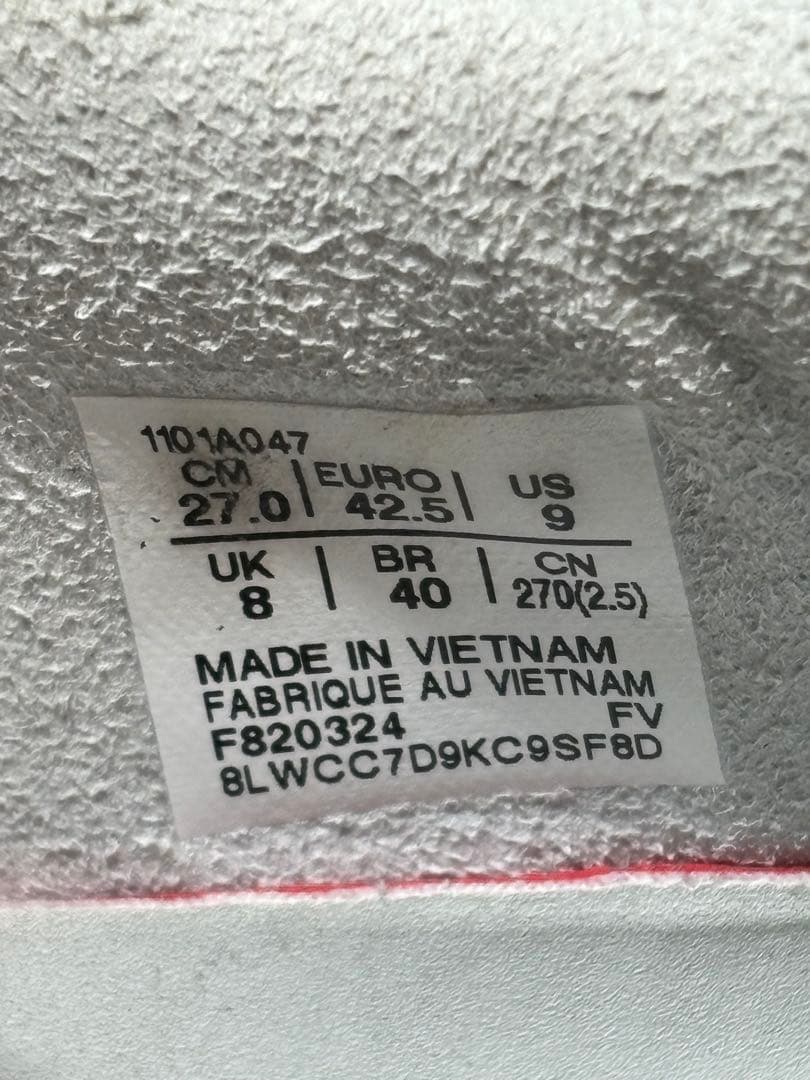 1101A047
CM | EURO | US
27.0 | 42.5 | 9
UK | BR | CN
8 | 40 | 270(2.5)
MADE IN VIETNAM
FABRIQUE AU VIETNAM
F820324 FV
8LWCC7D9KC9SF8D